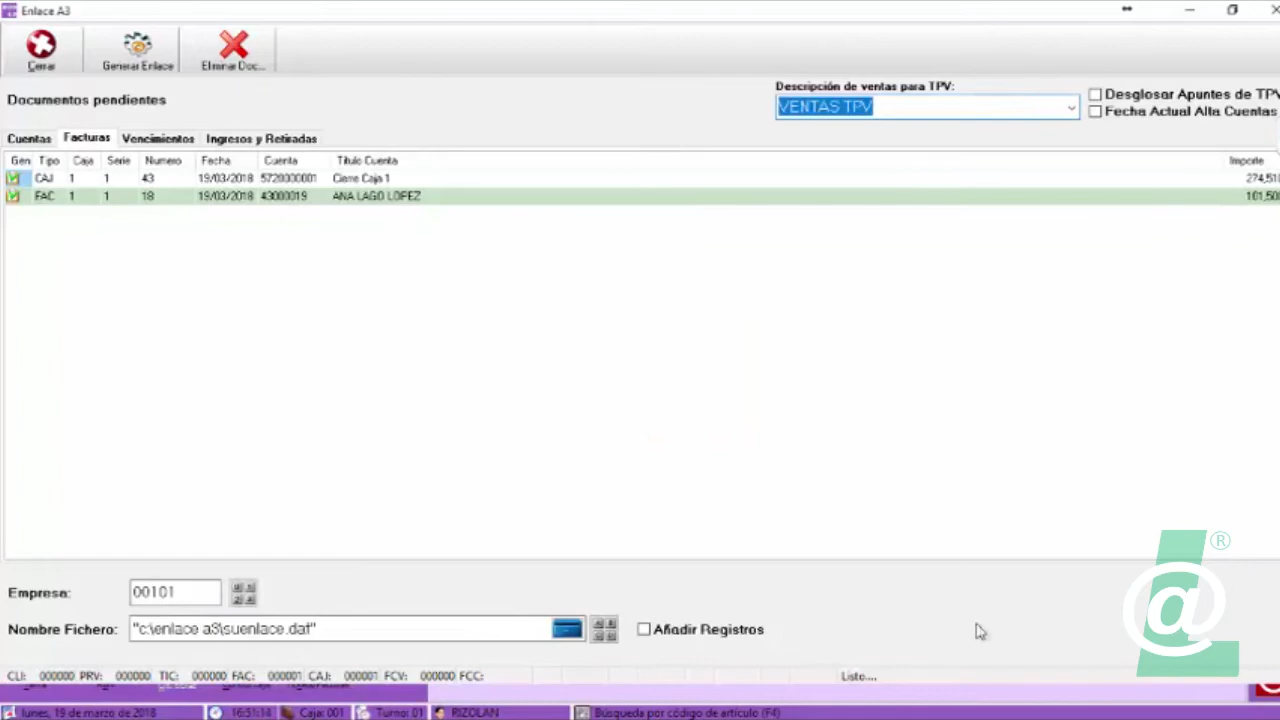 Enlace A3
Cerrar Generar Enlace Eliminar Doc...
Descripción de ventas para TPV:
Documentos pendientes
VENTAS TPV
Desglosar Apuntes de TPV
Fecha Actual Alta Cuentas
Cuentas Facturas Vencimientos Ingresos y Retiradas
Gen Tipo Caja Serie Numero Fecha Cuenta Titulo Cuenta Importe
CAJ 1 1 43 19/03/2018 5720000001 Cierre Caja 1 274,510
FAC 1 1 18 19/03/2018 43000019 ANA LAGO LOPEZ 101,500
Empresa: 00101
Nombre Fichero: "c:\enlace a3\suenlace.dat" Añadir Registros
CLI: 000000 PRV: 000000 TIC: 000000 FAC: 000001 CAJ: 000001 FCV: 000000 FCC: Listo....
lunes, 19 de marzo de 2018 16:51:14 Caja: 001 Turno: 01 RIZOLAN Búsqueda por código de artículo (F4)
@ ®